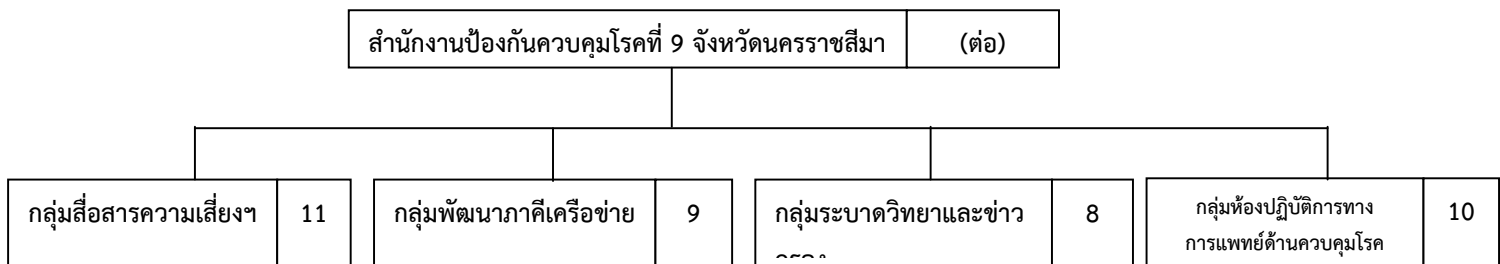 สำนักงานป้องกันควบคุมโรคที่ 9 จังหวัดนครราชสีมา (ต่อ)
กลุ่มสื่อสารความเสี่ยงฯ 11
กลุ่มพัฒนาภาคีเครือข่าย 9
กลุ่มระบาดวิทยาและข่าว 8
กลุ่มห้องปฏิบัติการทาง 10
การแพทย์ด้านควบคุมโรค